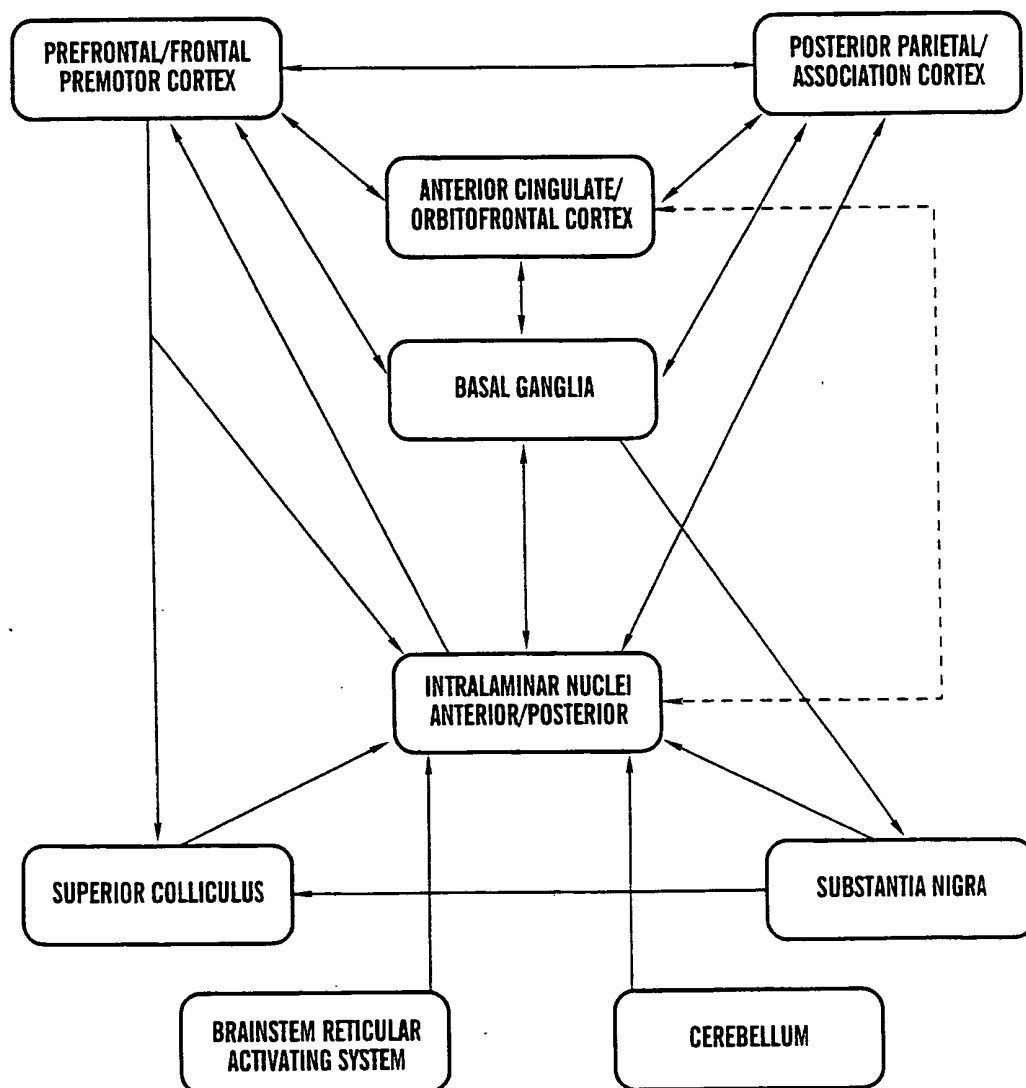 PREFRONTAL/FRONTAL
PREMOTOR CORTEX
POSTERIOR PARIETAL/
ASSOCIATION CORTEX
ANTERIOR CINGULATE/
ORBITOFRONTAL CORTEX
BASAL GANGLIA
INTRALAMINAR NUCLEI
ANTERIOR/POSTERIOR
SUPERIOR COLLICULUS
SUBSTANTIA NIGRA
BRAINSTEM RETICULAR
ACTIVATING SYSTEM
CEREBELLUM